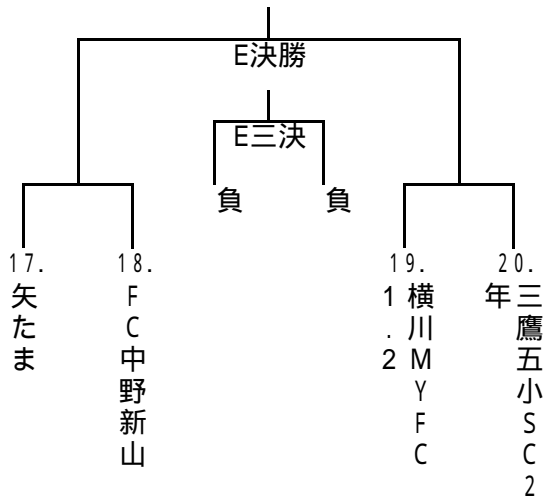 E決勝
E三決
負 負
17. 18. 19. 20.
矢たま
FC中野新山
横川MYFC
1.2
三鷹五小SC2
年